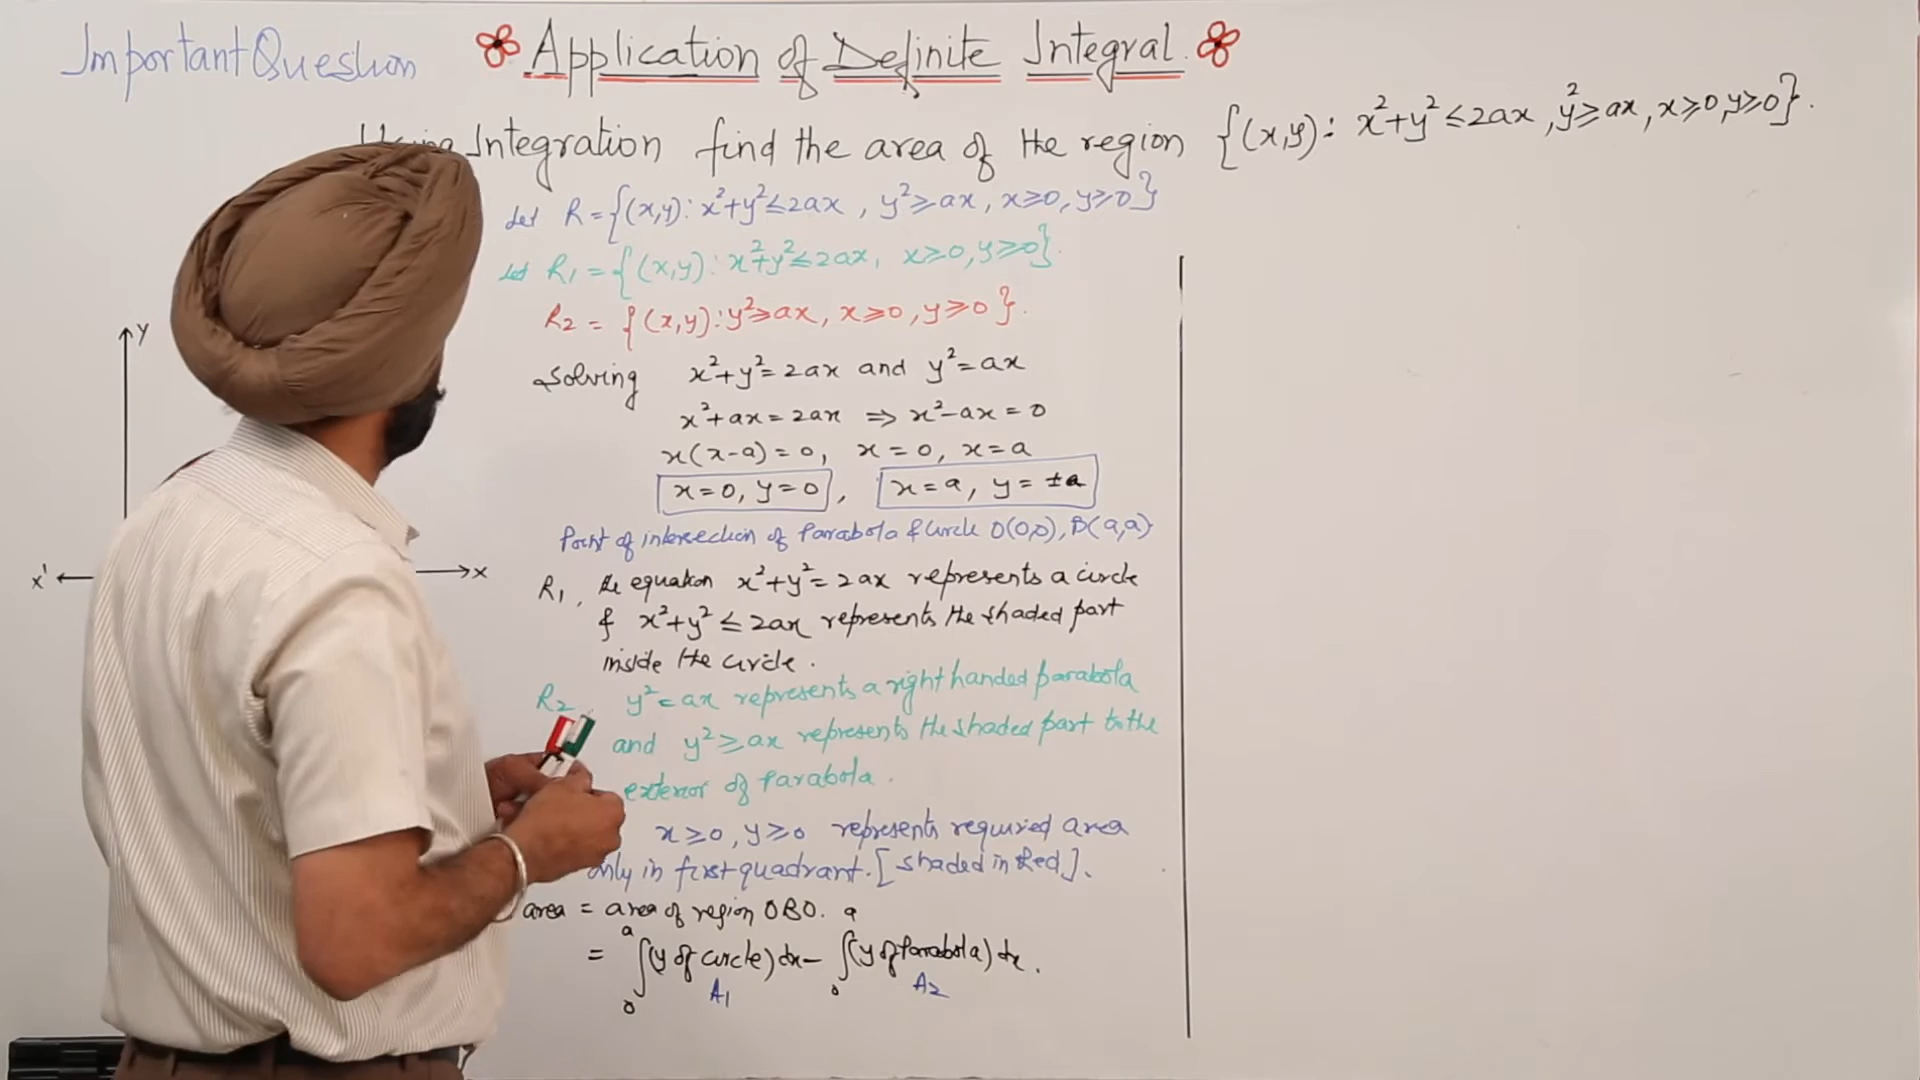 Important Question
Application of Definite Integral.
Integration find the area of the region {(x,y): x²+y² ≤ 2ax, y² ≥ ax, x ≥ 0, y ≥ 0}.
Let R = {(x,y): x²+y² ≤ 2ax, y² ≥ ax, x ≥ 0, y ≥ 0}
Let R₁ = {(x,y): x²+y² ≤ 2ax, x ≥ 0, y ≥ 0}.
R₂ = {(x,y): y² ≥ ax, x ≥ 0, y ≥ 0}.
Solving x²+y² = 2ax and y² = ax
x²+ax = 2ax ⇒ x²-ax = 0
x(x-a) = 0, x = 0, x = a
x = 0, y = 0, x = a, y = ±a
Point of intersection of Parabola & Circle O(0,0), B(a,a)
R₁, the equation x²+y² = 2ax represents a circle
& x²+y² ≤ 2ax represents the shaded part
inside the circle.
R₂ y² = ax represents a right handed parabola
and y² ≥ ax represents the shaded part to the
exterior of Parabola.
x ≥ 0, y ≥ 0 represents required area
only in first quadrant. [shaded in Red].
area = area of region OBO.
= ∫₀ᵃ (y of circle) dx - ∫₀ᵃ (y of Parabola) dx.
A₁ A₂
y
x' x